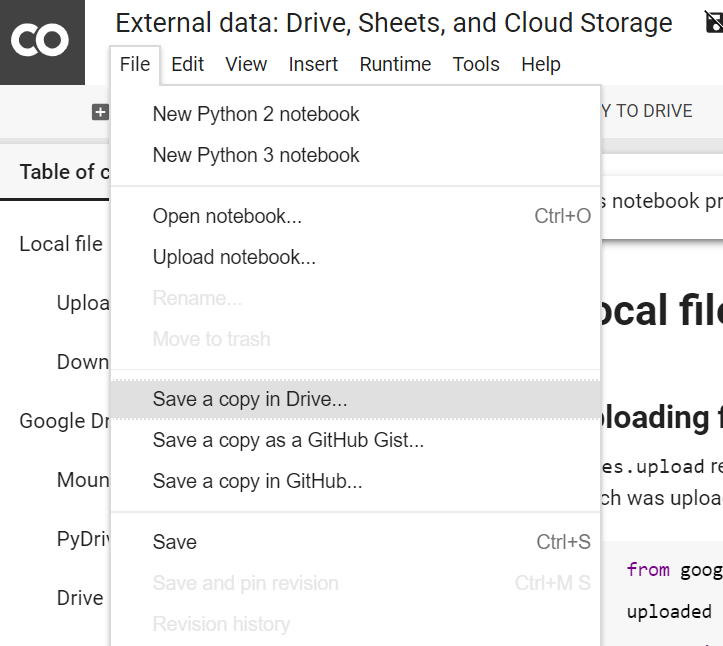 CO
External data: Drive, Sheets, and Cloud Storage
File Edit View Insert Runtime Tools Help
Y TO DRIVE
New Python 2 notebook
New Python 3 notebook
Table of c
Open notebook... Ctrl+O
s notebook pr
Local file
Upload notebook...
Uploa
Rename...
ocal file
Move to trash
Down
Save a copy in Drive...
Google Dr
ploading f
Save a copy as a GitHub Gist...
es.upload re
Moun
Save a copy in GitHub...
ch was uploa
PyDriv
Save Ctrl+S
from goog
Save and pin revision Ctrl+M S
Drive
uploaded
Revision history